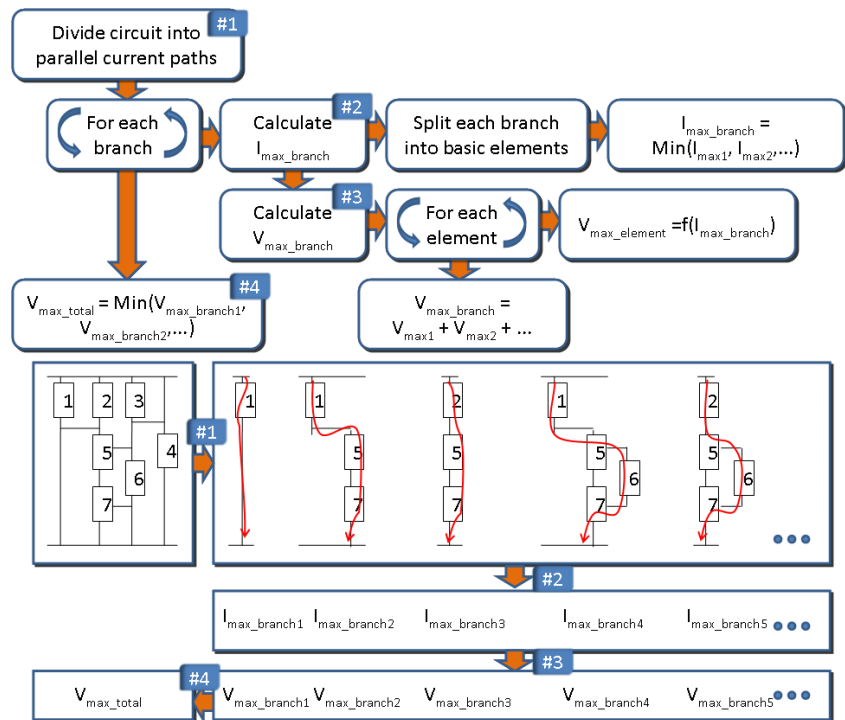 #1
Divide circuit into
parallel current paths
For each
branch
#2
Calculate
I_max_branch
Split each branch
into basic elements
I_max_branch =
Min(I_max1, I_max2,...)
#3
Calculate
V_max_branch
For each
element
V_max_element =f(I_max_branch)
#4
V_max_total = Min(V_max_branch1,
V_max_branch2,...)
V_max_branch =
V_max1 + V_max2 + ...
1 2 3
4
5
6
7
#1
1
1
5
7
2
5
7
1
5
6
7
2
5
6
7
#2
I_max_branch1 I_max_branch2 I_max_branch3 I_max_branch4 I_max_branch5
#3
#4
V_max_total
V_max_branch1 V_max_branch2 V_max_branch3 V_max_branch4 V_max_branch5